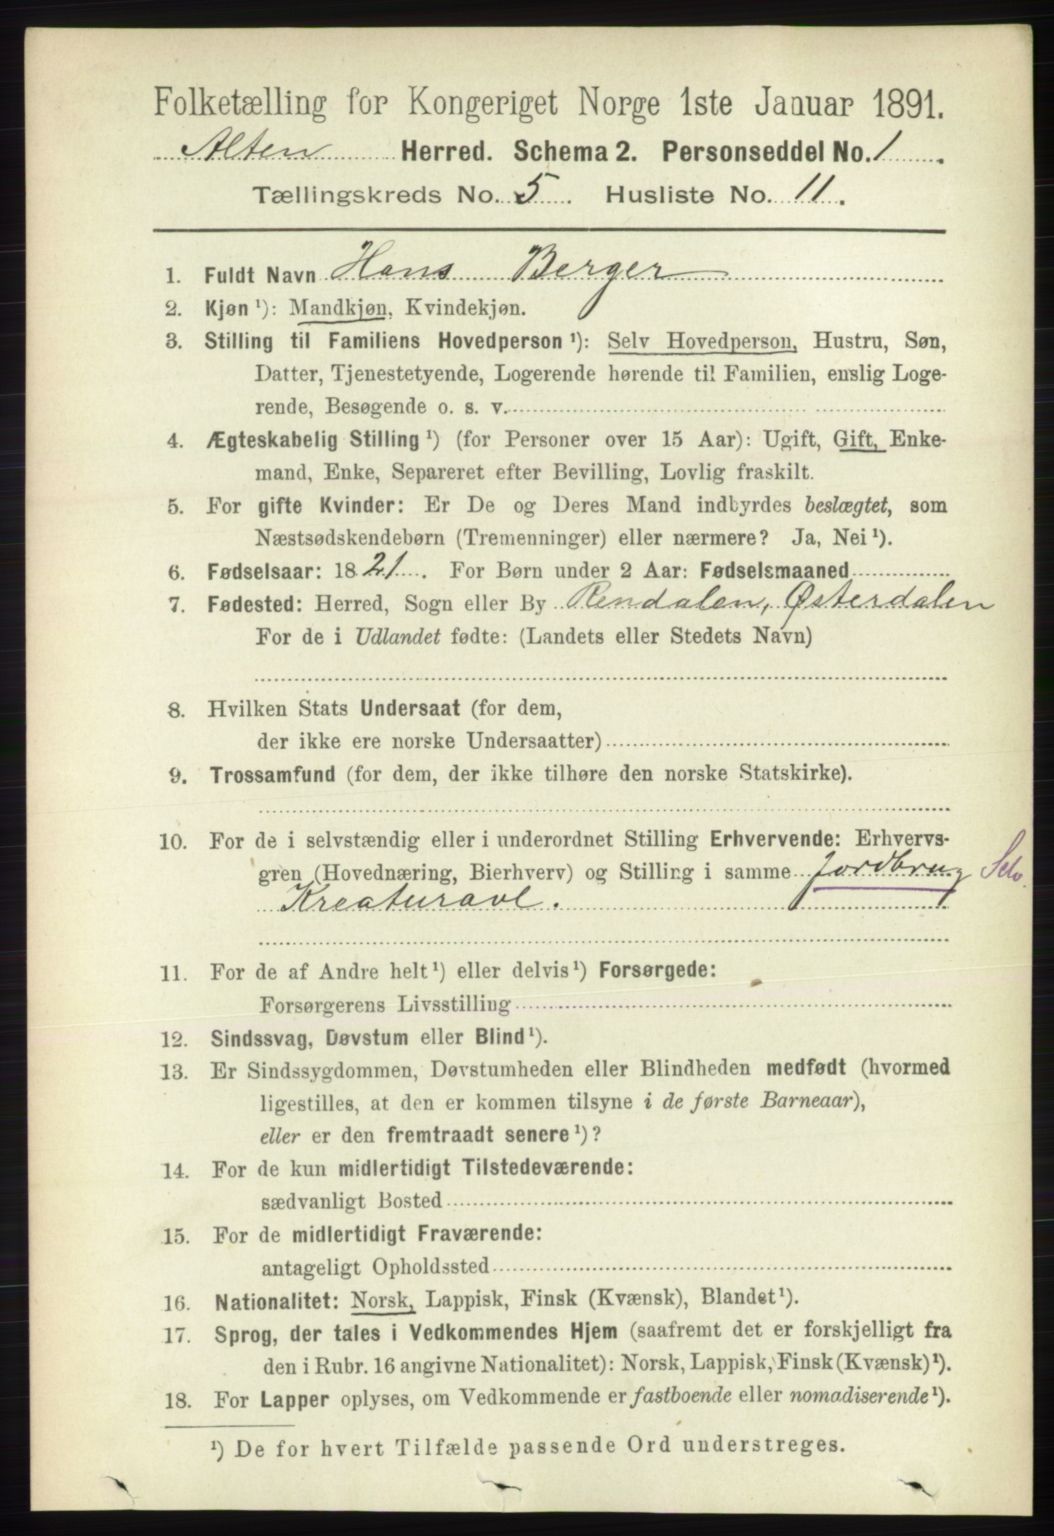 Folketælling for Kongeriget Norge 1ste Januar 1891.
Alten Herred. Schema 2. Personseddel No. 1.
Tællingskreds No. 5. Husliste No. 11.
1. Fuldt Navn Hans Berger
2. Kjøn ¹): Mandkjøn, Kvindekjøn.
3. Stilling til Familiens Hovedperson ¹): Selv Hovedperson, Hustru, Søn,
Datter, Tjenestetyende, Logerende hørende til Familien, enslig Loge-
rende, Besøgende o. s. v.
4. Ægteskabelig Stilling ¹) (for Personer over 15 Aar): Ugift, Gift, Enke-
mand, Enke, Separeret efter Bevilling, Lovlig fraskilt.
5. For gifte Kvinder: Er De og Deres Mand indbyrdes beslægtet, som
Næstsødskendebørn (Tremenninger) eller nærmere? Ja, Nei ¹).
6. Fødselsaar: 1821. For Børn under 2 Aar: Fødselsmaaned
7. Fødested: Herred, Sogn eller By Rendalen, Østerdalen
For de i Udlandet fødte: (Landets eller Stedets Navn)
8. Hvilken Stats Undersaat (for dem,
der ikke ere norske Undersaatter)
9. Trossamfund (for dem, der ikke tilhøre den norske Statskirke).
10. For de i selvstændig eller i underordnet Stilling Erhvervende: Erhvervs-
gren (Hovednæring, Bierhverv) og Stilling i samme Jordbrug Selv.
Kreaturavl.
11. For de af Andre helt ¹) eller delvis ¹) Forsørgede:
Forsørgerens Livsstilling
12. Sindssvag, Døvstum eller Blind ¹).
13. Er Sindssygdommen, Døvstumheden eller Blindheden medfødt (hvormed
ligestilles, at den er kommen tilsyne i de første Barneaar),
eller er den fremtraadt senere ¹)?
14. For de kun midlertidigt Tilstedeværende:
sædvanligt Bosted
15. For de midlertidigt Fraværende:
antageligt Opholdssted
16. Nationalitet: Norsk, Lappisk, Finsk (Kvænsk), Blandet ¹).
17. Sprog, der tales i Vedkommendes Hjem (saafremt det er forskjelligt fra
den i Rubr. 16 angivne Nationalitet): Norsk, Lappisk, Finsk (Kvænsk) ¹).
18. For Lapper oplyses, om Vedkommende er fastboende eller nomadiserende ¹).
¹) De for hvert Tilfælde passende Ord understreges.